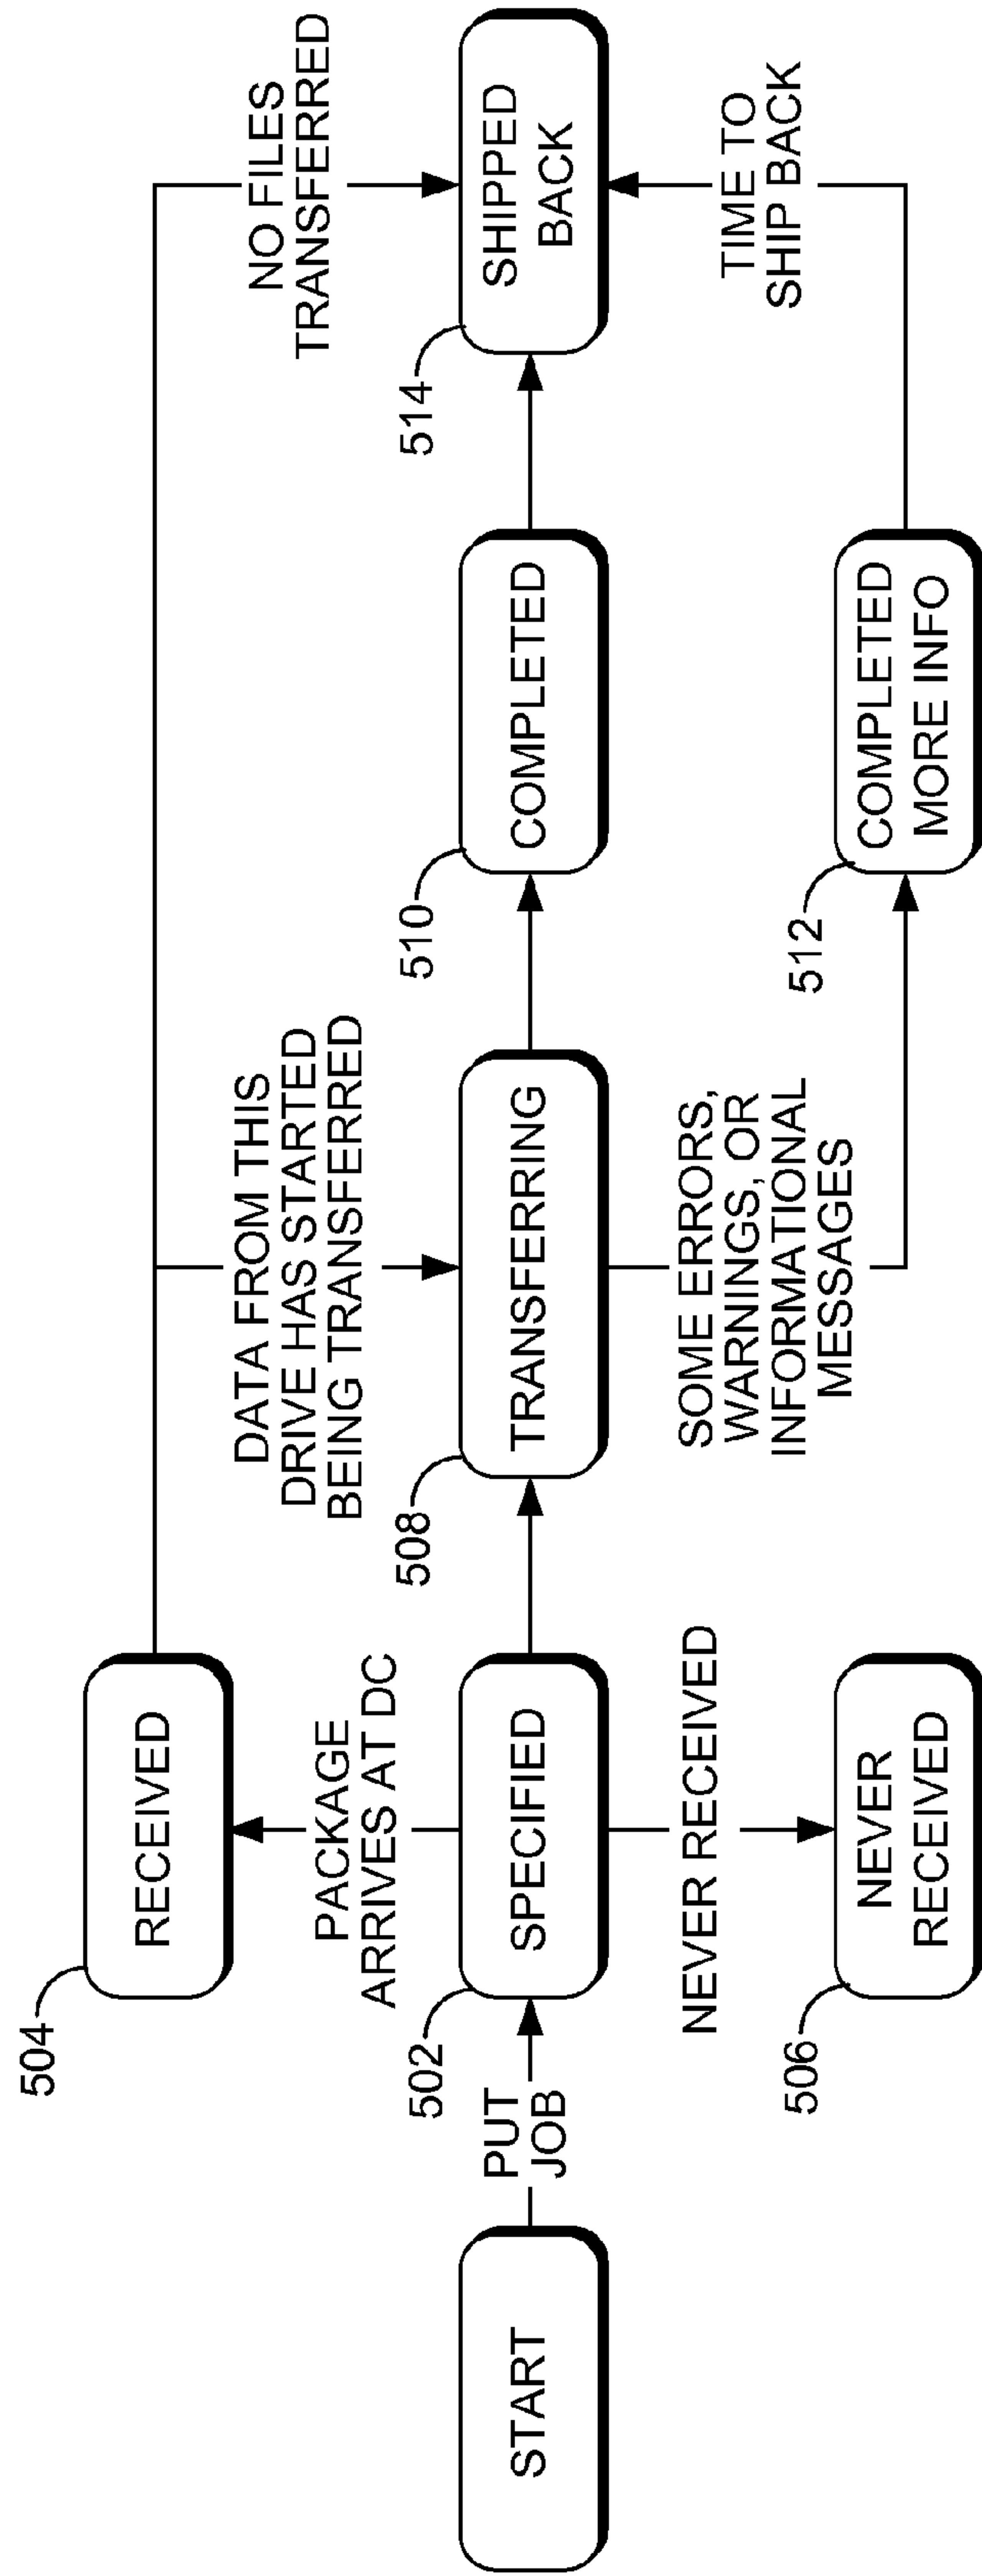 504
RECEIVED
NO FILES
TRANSFERRED
DATA FROM THIS
DRIVE HAS STARTED
BEING TRANSFERRED
PACKAGE
ARRIVES AT DC
START
PUT
JOB
502
SPECIFIED
508
TRANSFERRING
510
COMPLETED
514
SHIPPED
BACK
NEVER RECEIVED
SOME ERRORS,
WARNINGS, OR
INFORMATIONAL
MESSAGES
TIME TO
SHIP BACK
506
NEVER
RECEIVED
512
COMPLETED
MORE INFO